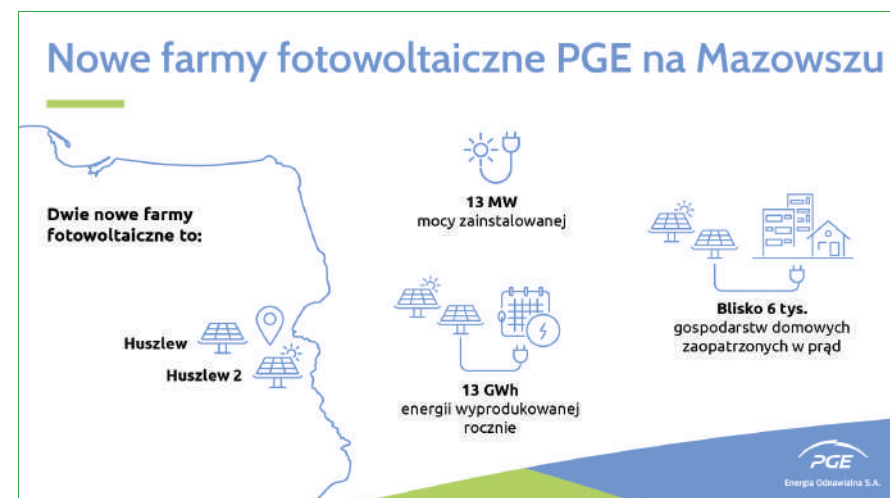 Nowe farmy fotowoltaiczne PGE na Mazowszu
Dwie nowe farmy
fotowoltaiczne to:
Huszlew
Huszlew 2
13 MW
mocy zainstalowanej
13 GWh
energii wyprodukowanej
rocznie
Blisko 6 tys.
gospodarstw domowych
zaopatrzonych w prąd
PGE
Energia Odnawialna S.A.